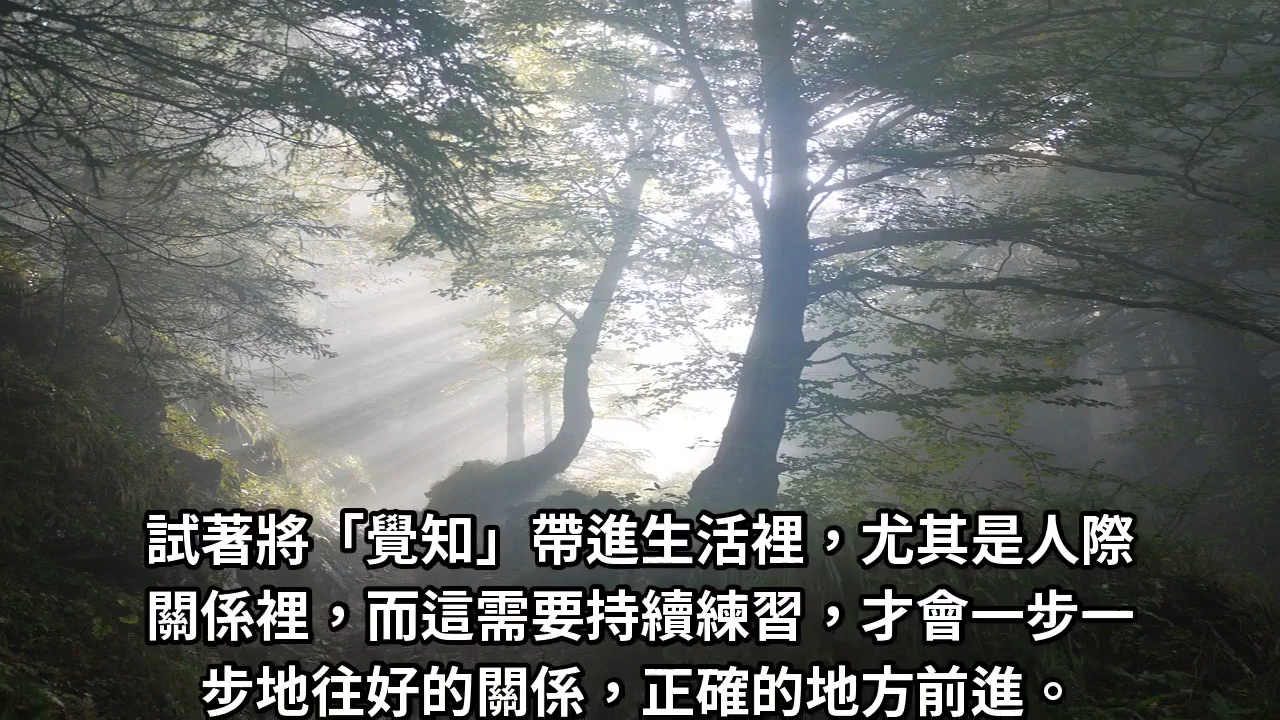 試著將「覺知」帶進生活裡，尤其是人際
關係裡，而這需要持續練習，才會一步一
步地往好的關係，正確的地方前進。